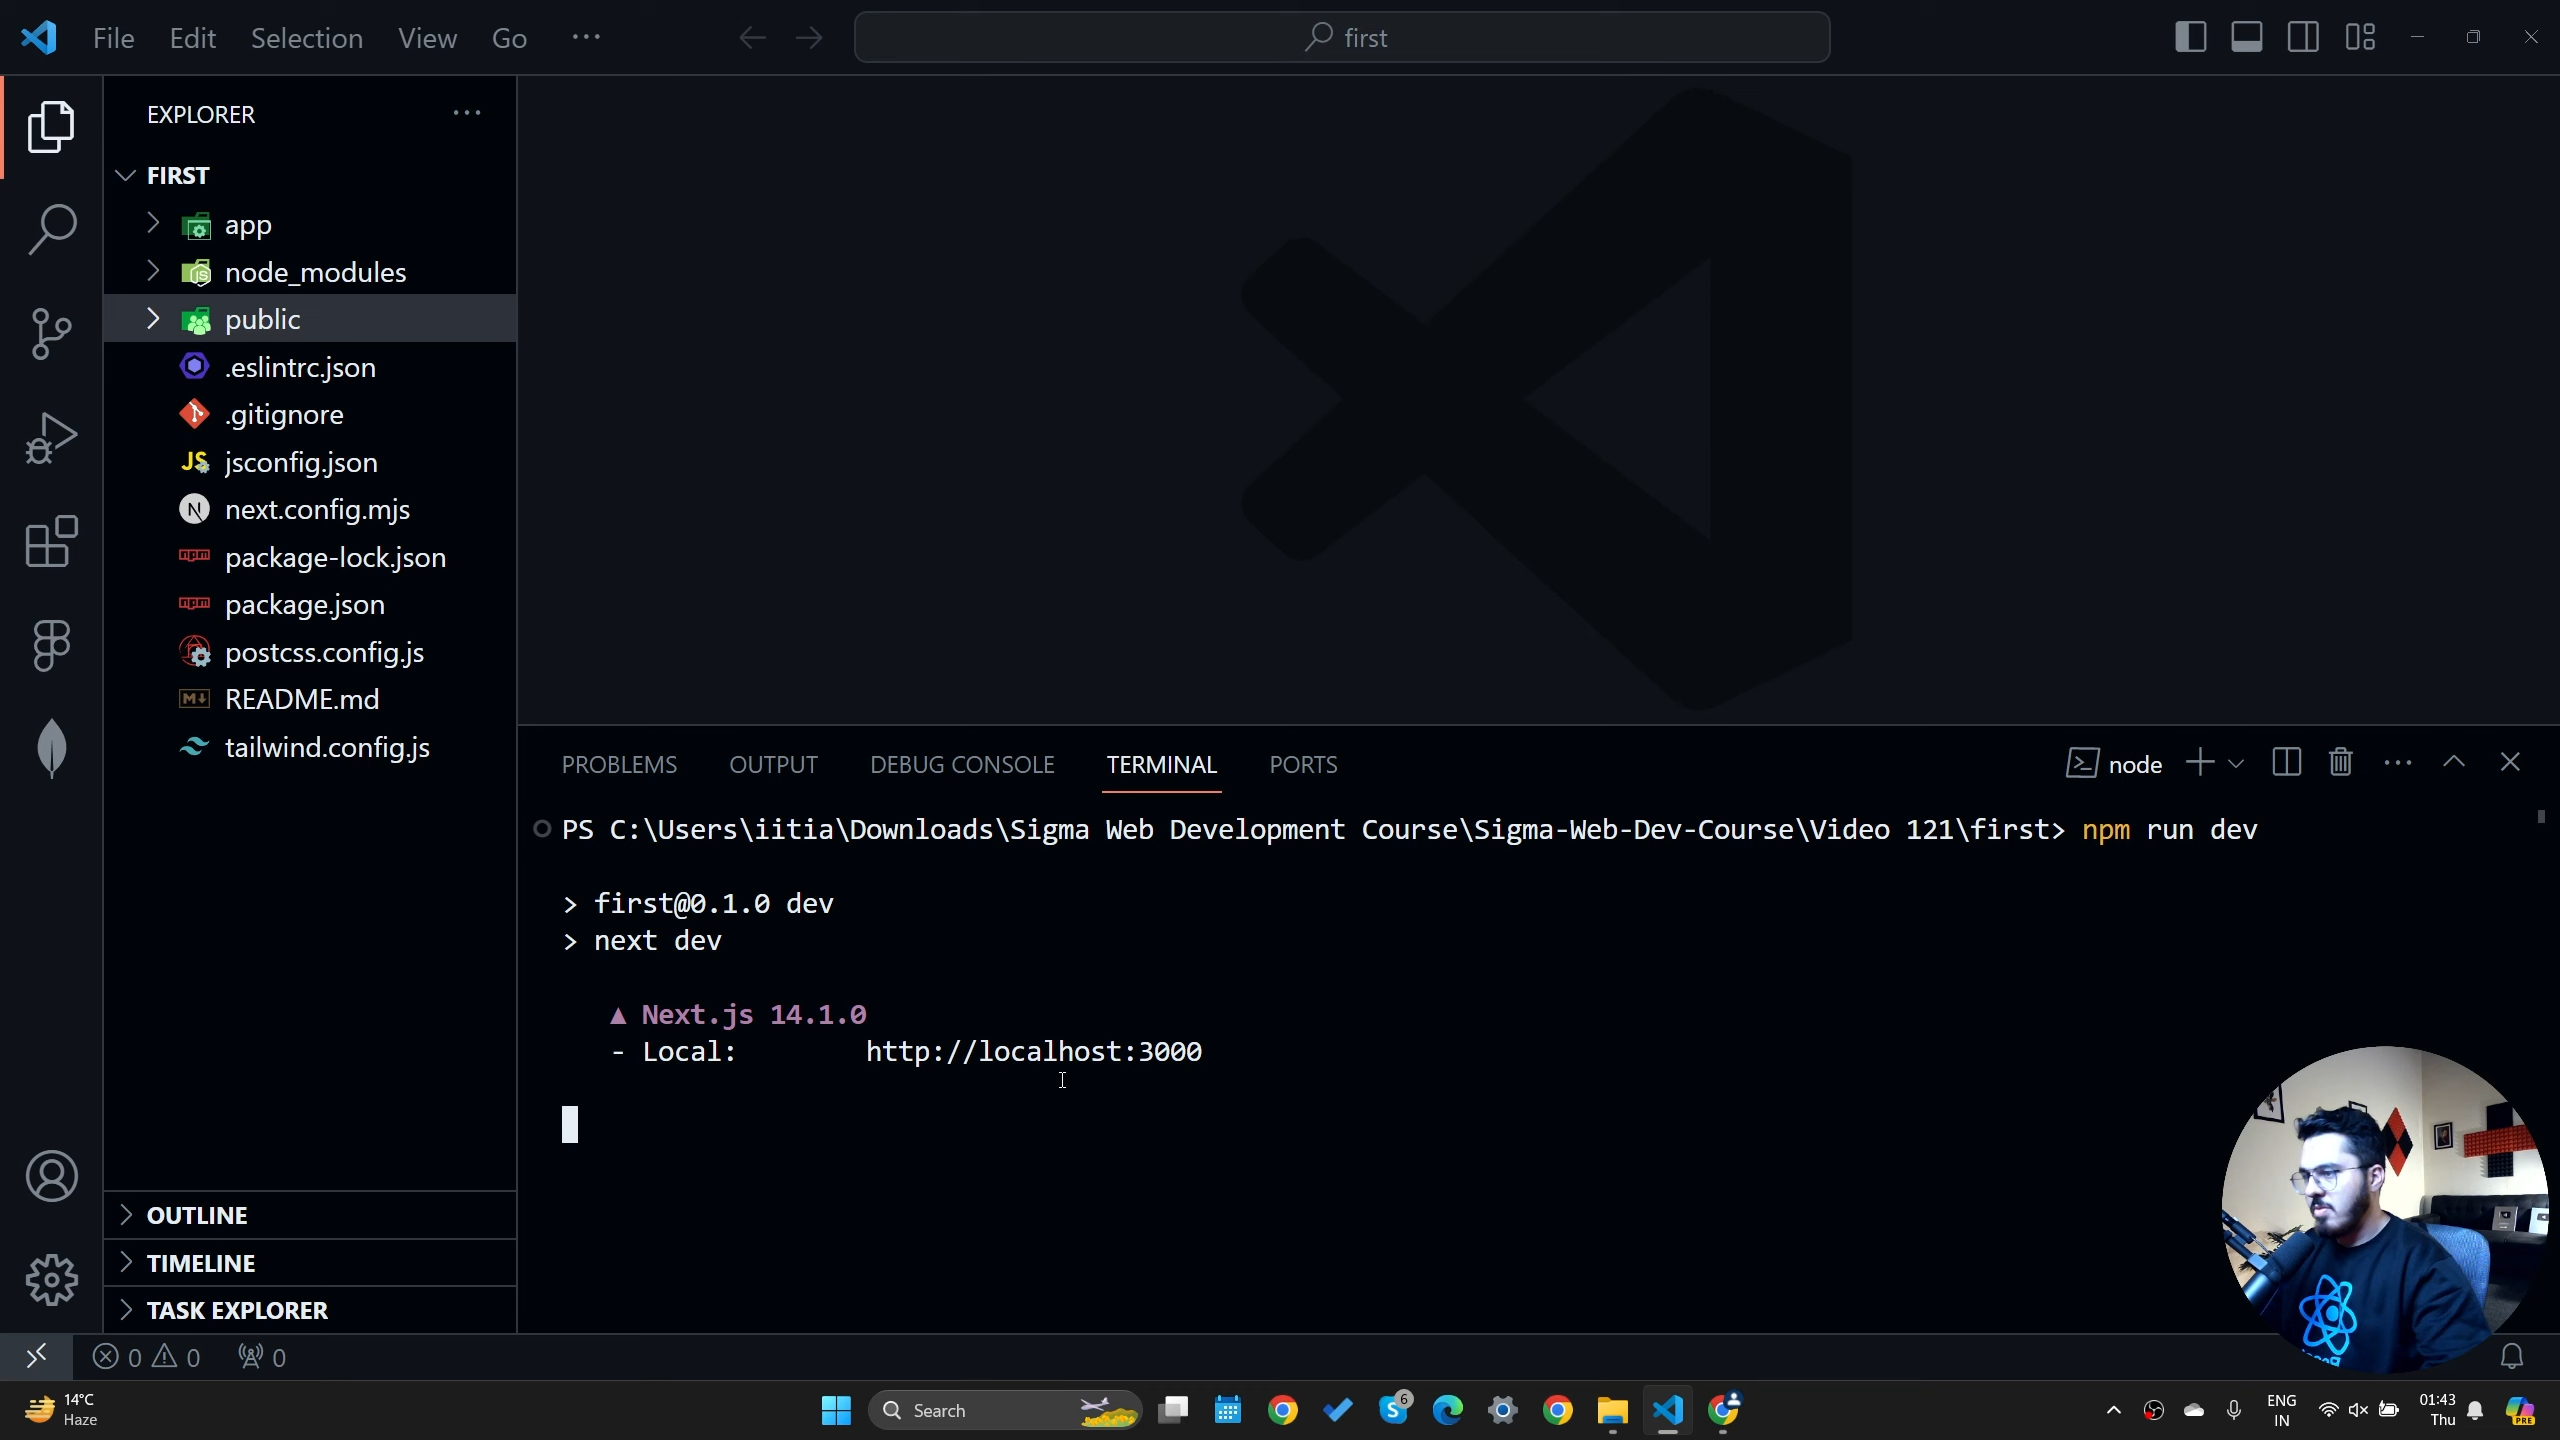 File Edit Selection View Go ···
first
EXPLORER
FIRST
app
node_modules
public
.eslintrc.json
.gitignore
JS jsconfig.json
N next.config.mjs
package-lock.json
package.json
postcss.config.js
README.md
tailwind.config.js
OUTLINE
TIMELINE
TASK EXPLORER
PROBLEMS OUTPUT DEBUG CONSOLE TERMINAL PORTS
node
PS C:\Users\iitia\Downloads\Sigma Web Development Course\Sigma-Web-Dev-Course\Video 121\first> npm run dev
> first@0.1.0 dev
> next dev
▲ Next.js 14.1.0
- Local: http://localhost:3000
0 0 0
14°C
Haze
Search
6
ENG
IN
01:43
Thu
PRE